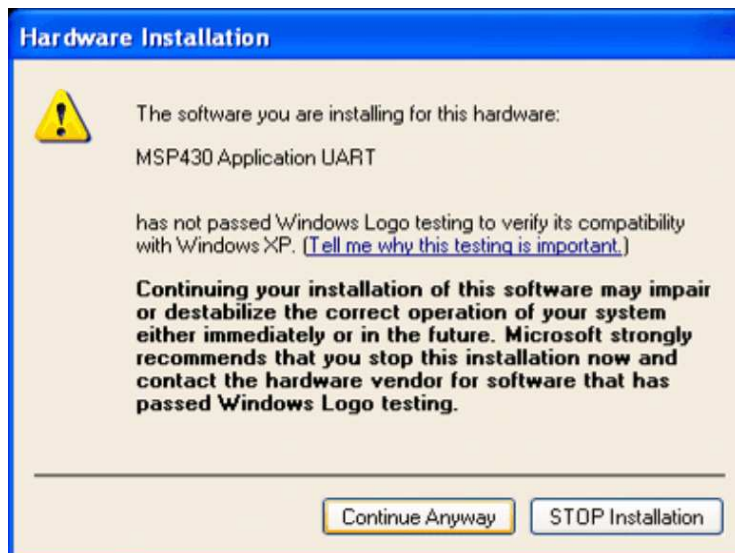 Hardware Installation
The software you are installing for this hardware:
MSP430 Application UART
has not passed Windows Logo testing to verify its compatibility
with Windows XP. (Tell me why this testing is important.)
Continuing your installation of this software may impair
or destabilize the correct operation of your system
either immediately or in the future. Microsoft strongly
recommends that you stop this installation now and
contact the hardware vendor for software that has
passed Windows Logo testing.
Continue Anyway
STOP Installation